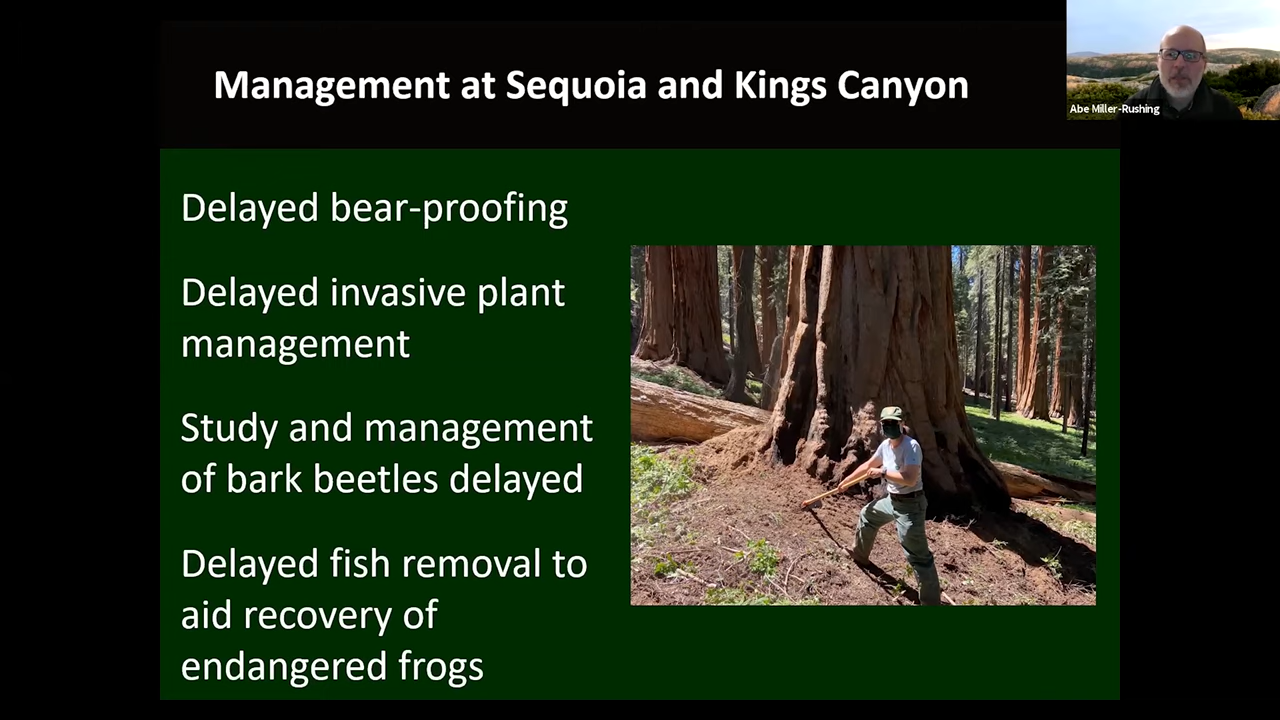 Management at Sequoia and Kings Canyon
Abe Miller-Rushing
Delayed bear-proofing
Delayed invasive plant
management
Study and management
of bark beetles delayed
Delayed fish removal to
aid recovery of
endangered frogs